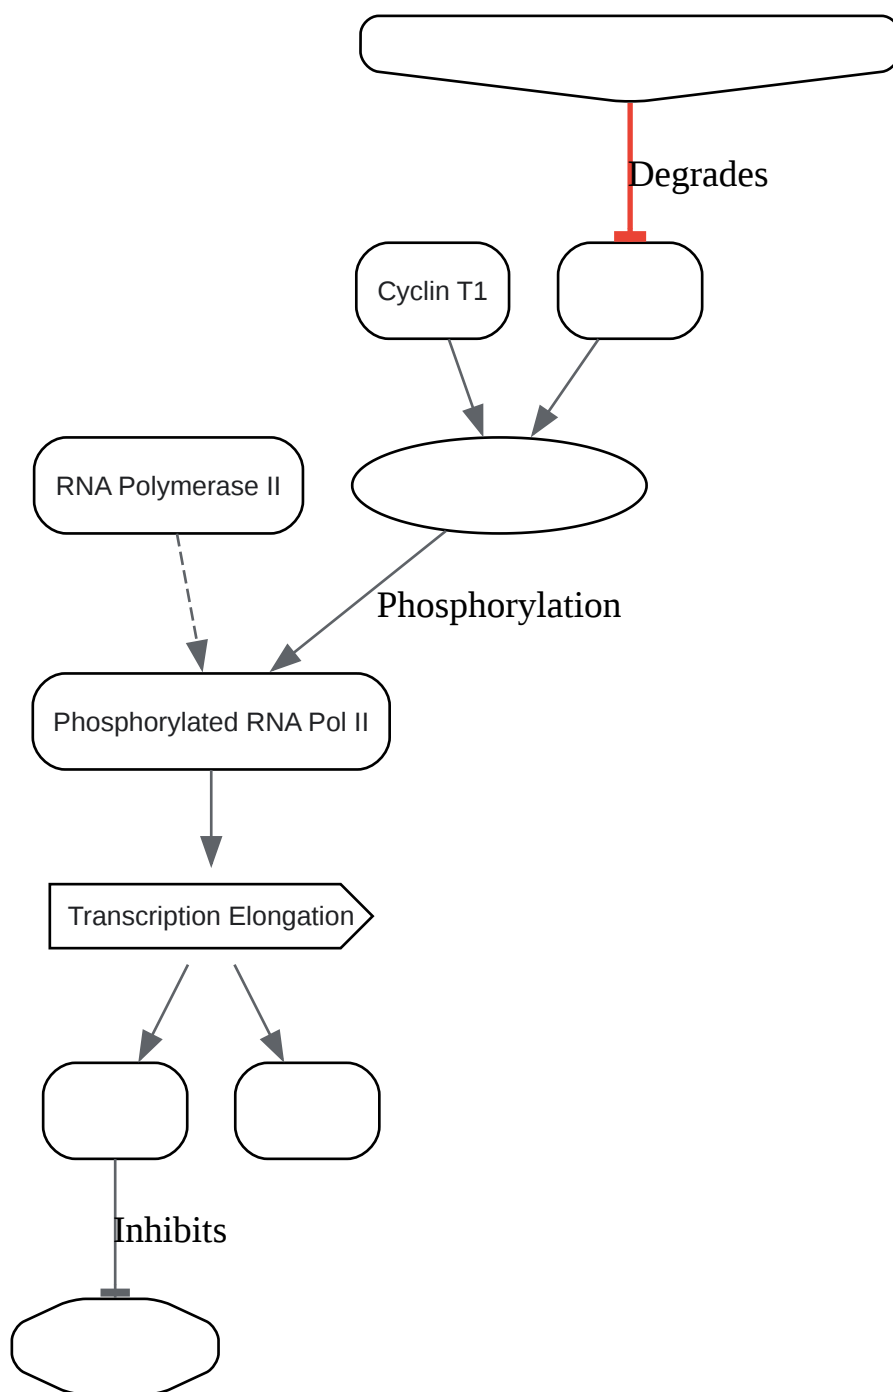 Degrades
Cyclin T1
RNA Polymerase II
Phosphorylation
Phosphorylated RNA Pol II
Transcription Elongation
Inhibits